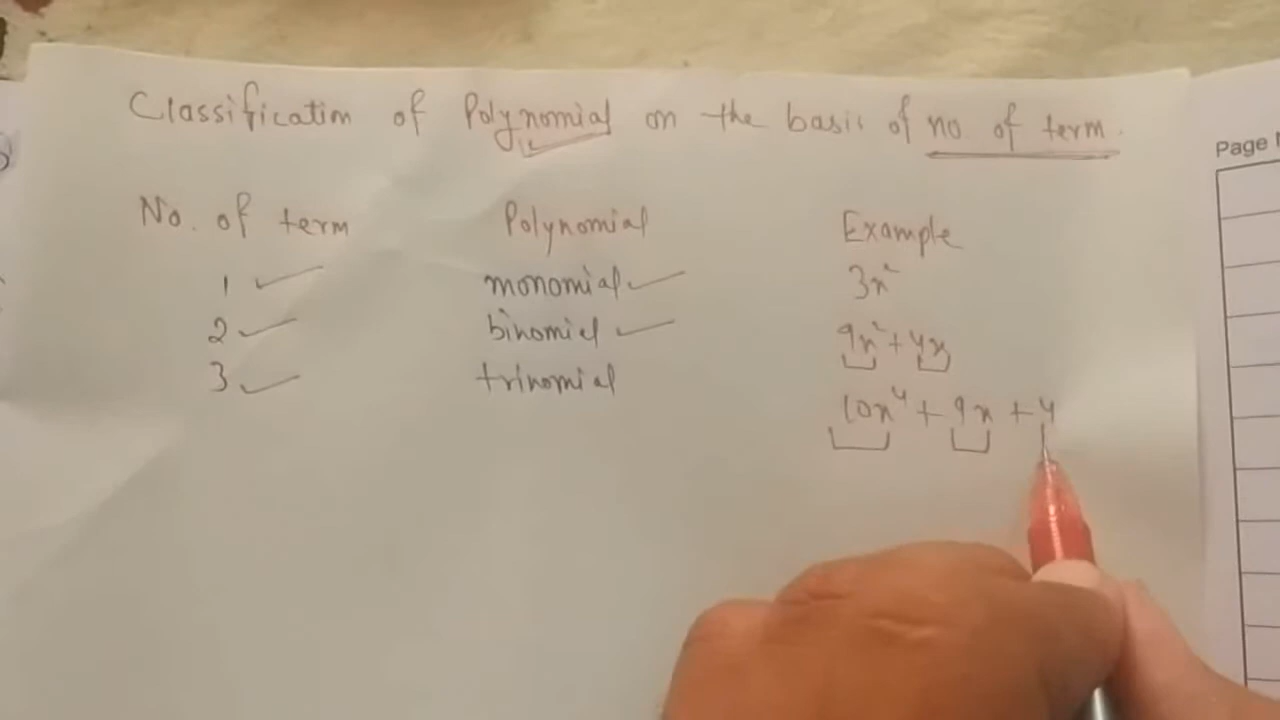 Classification of Polynomial on the basis of no. of term.
No. of term Polynomial Example
1 monomial 3x²
2 binomial 9x² + 4x
3 trinomial 10x⁴ + 9x + 4
Page